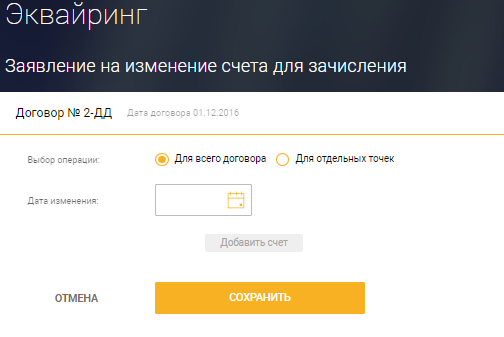 Эквайринг
Заявление на изменение счета для зачисления
Договор № 2-ДД Дата договора 01.12.2016
Выбор операции: Для всего договора Для отдельных точек
Дата изменения:
Добавить счет
ОТМЕНА СОХРАНИТЬ